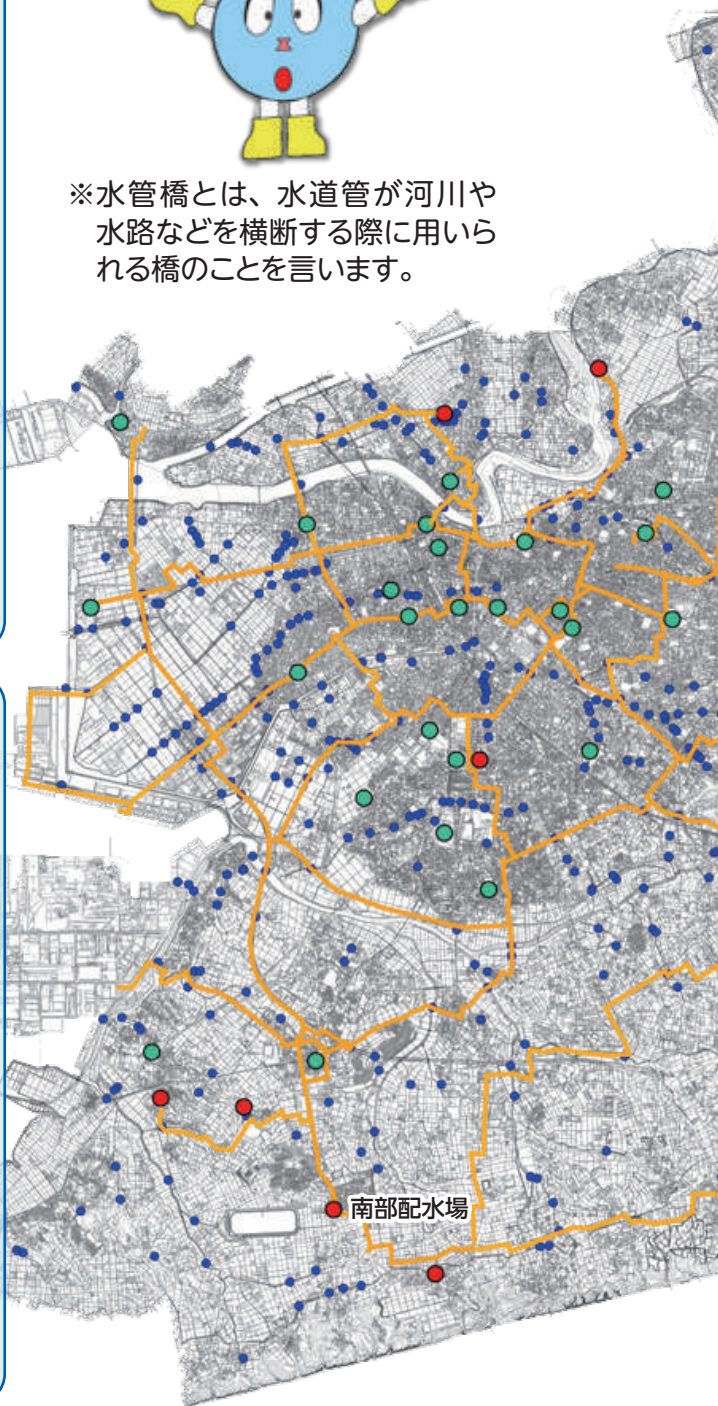 ※水管橋とは、水道管が河川や
水路などを横断する際に用いら
れる橋のことを言います。
南部配水場